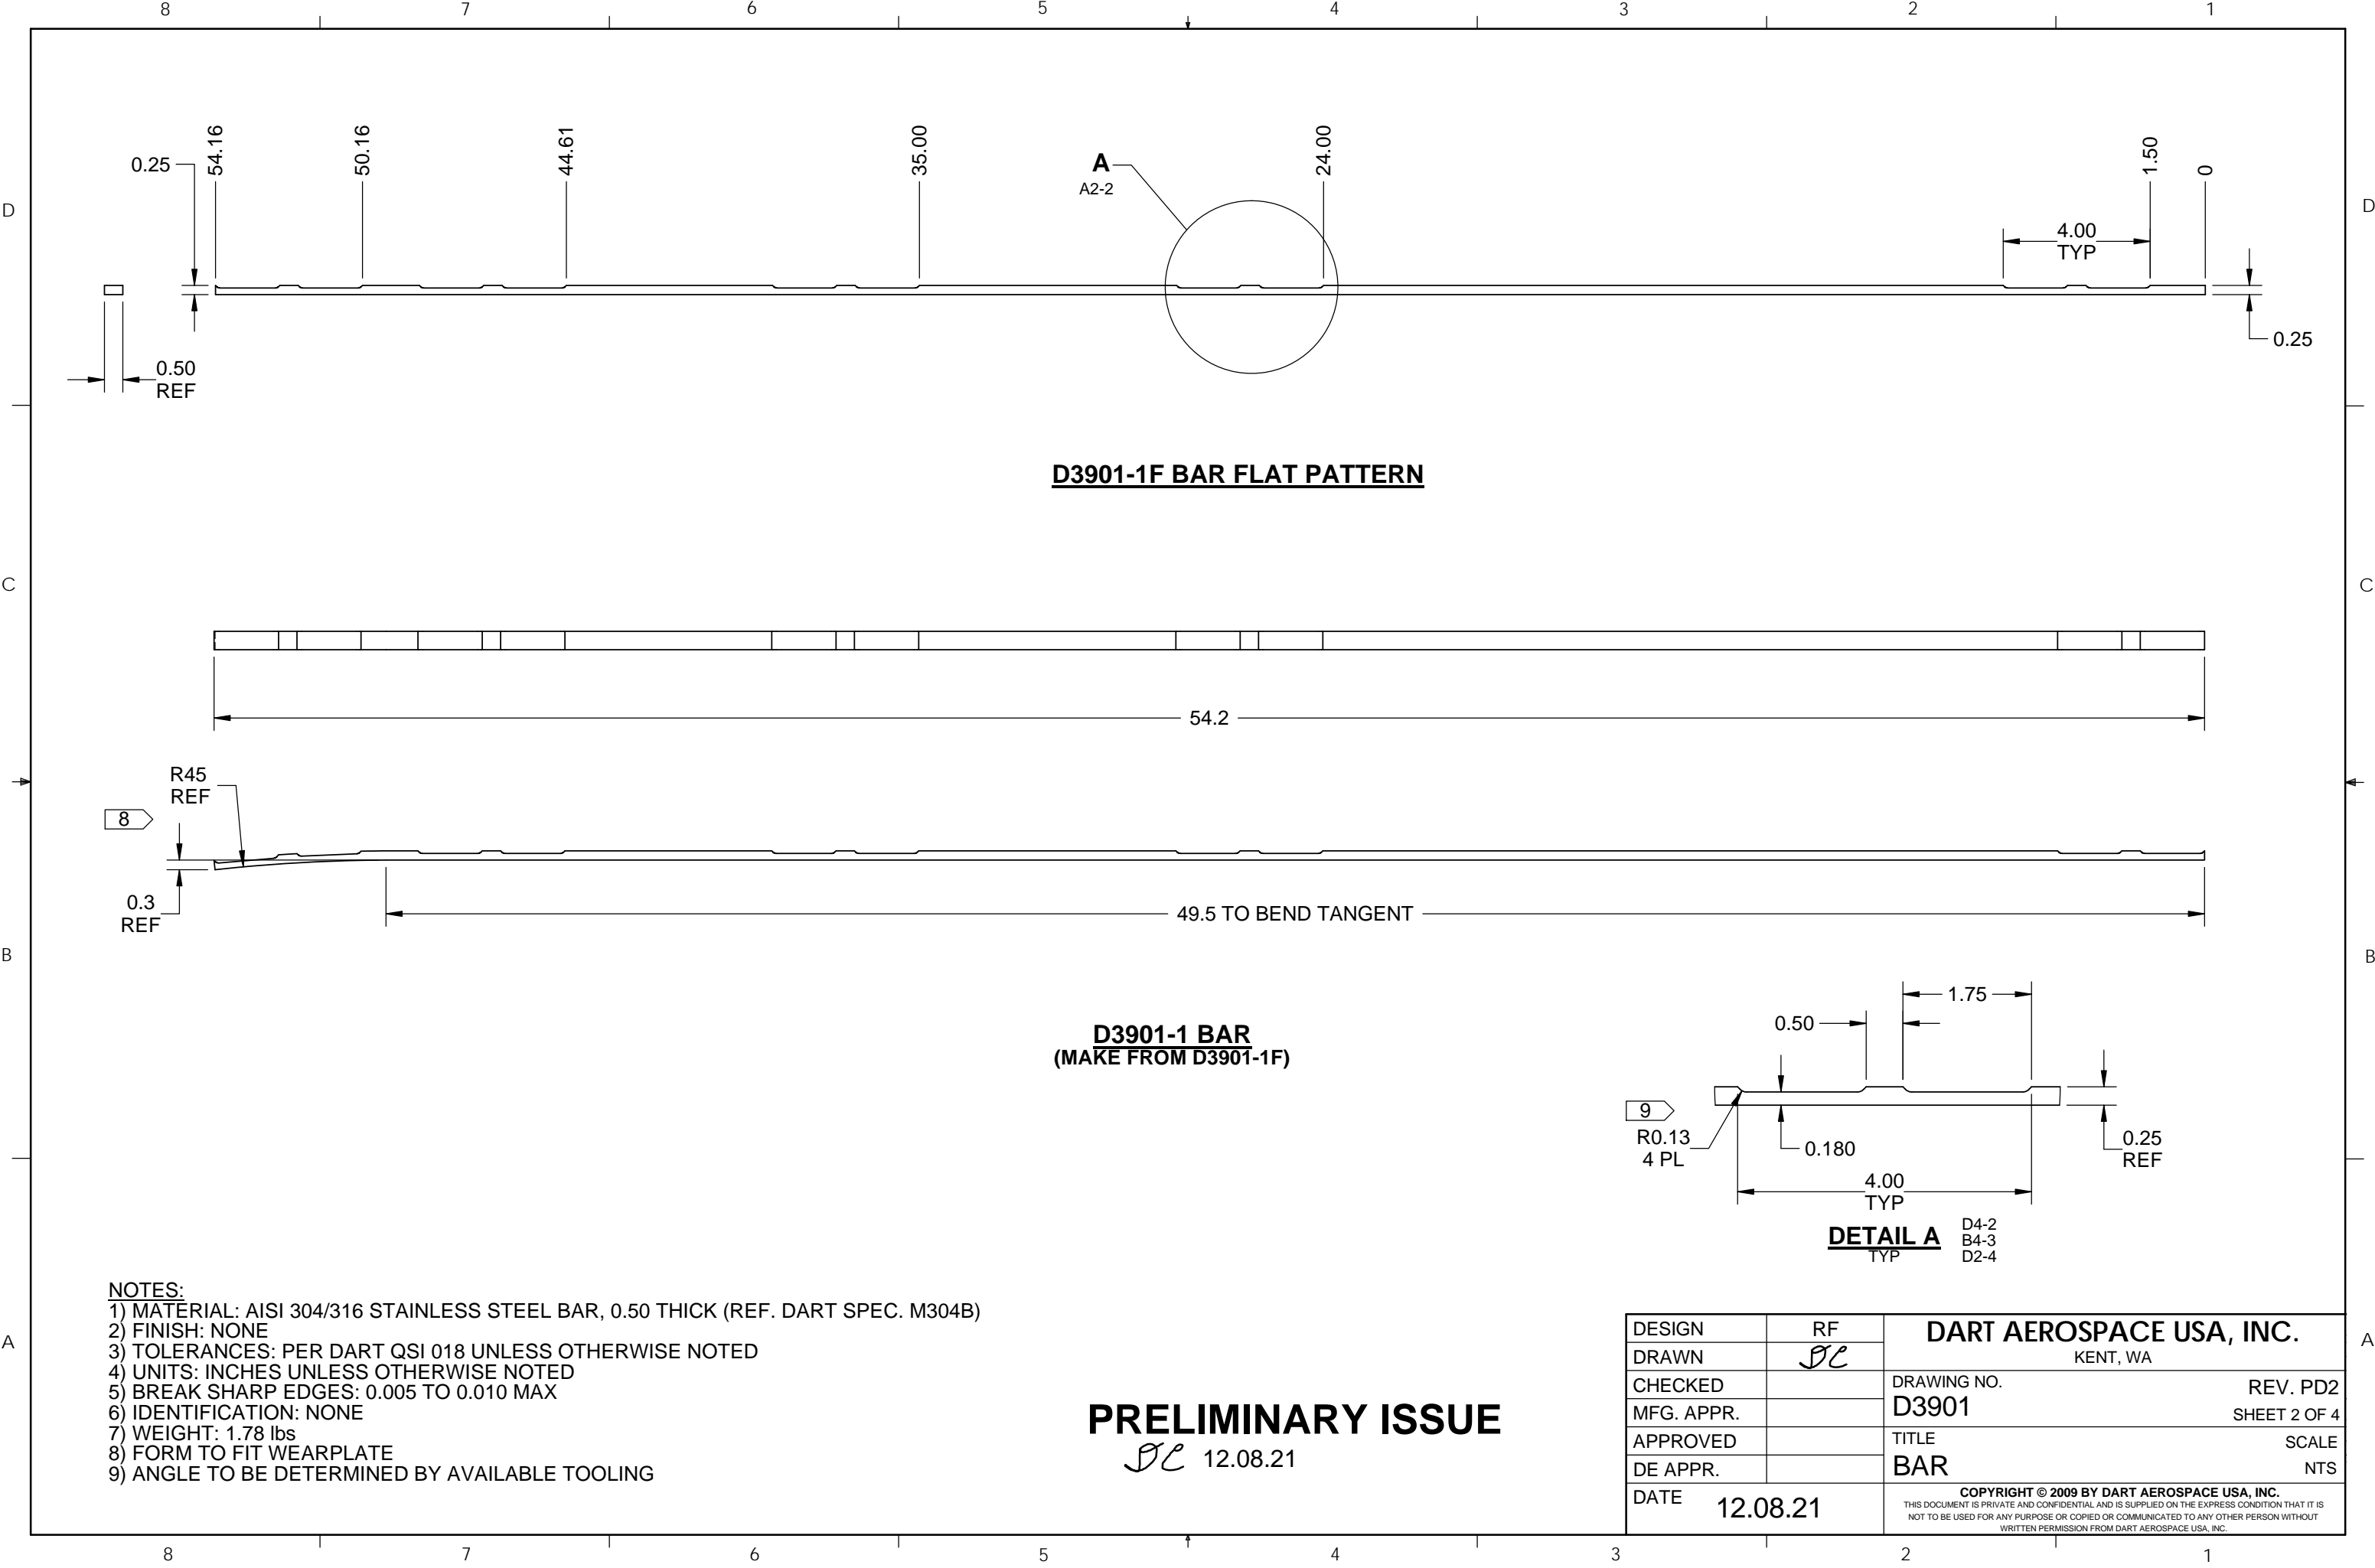 8 7 6 5 4 3 2 1
D
D
C
C
B
B
A
A
0.25
54.16
50.16
44.61
35.00
A
A2-2
24.00
4.00
TYP
1.50
0
0.25
0.50
REF
D3901-1F BAR FLAT PATTERN
54.2
R45
REF
8
0.3
REF
49.5 TO BEND TANGENT
D3901-1 BAR
(MAKE FROM D3901-1F)
1.75
0.50
9
R0.13
4 PL
0.180
0.25
REF
4.00
TYP
DETAIL A
TYP
D4-2
B4-3
D2-4
NOTES:
1) MATERIAL: AISI 304/316 STAINLESS STEEL BAR, 0.50 THICK (REF. DART SPEC. M304B)
2) FINISH: NONE
3) TOLERANCES: PER DART QSI 018 UNLESS OTHERWISE NOTED
4) UNITS: INCHES UNLESS OTHERWISE NOTED
5) BREAK SHARP EDGES: 0.005 TO 0.010 MAX
6) IDENTIFICATION: NONE
7) WEIGHT: 1.78 lbs
8) FORM TO FIT WEARPLATE
9) ANGLE TO BE DETERMINED BY AVAILABLE TOOLING
PRELIMINARY ISSUE
DC 12.08.21
DESIGN RF
DRAWN DC
CHECKED
MFG. APPR.
APPROVED
DE APPR.
DATE 12.08.21
DART AEROSPACE USA, INC.
KENT, WA
DRAWING NO.
D3901
REV. PD2
SHEET 2 OF 4
TITLE
BAR
SCALE
NTS
COPYRIGHT © 2009 BY DART AEROSPACE USA, INC.
THIS DOCUMENT IS PRIVATE AND CONFIDENTIAL AND IS SUPPLIED ON THE EXPRESS CONDITION THAT IT IS
NOT TO BE USED FOR ANY PURPOSE OR COPIED OR COMMUNICATED TO ANY OTHER PERSON WITHOUT
WRITTEN PERMISSION FROM DART AEROSPACE USA, INC.
8 7 6 5 4 3 2 1